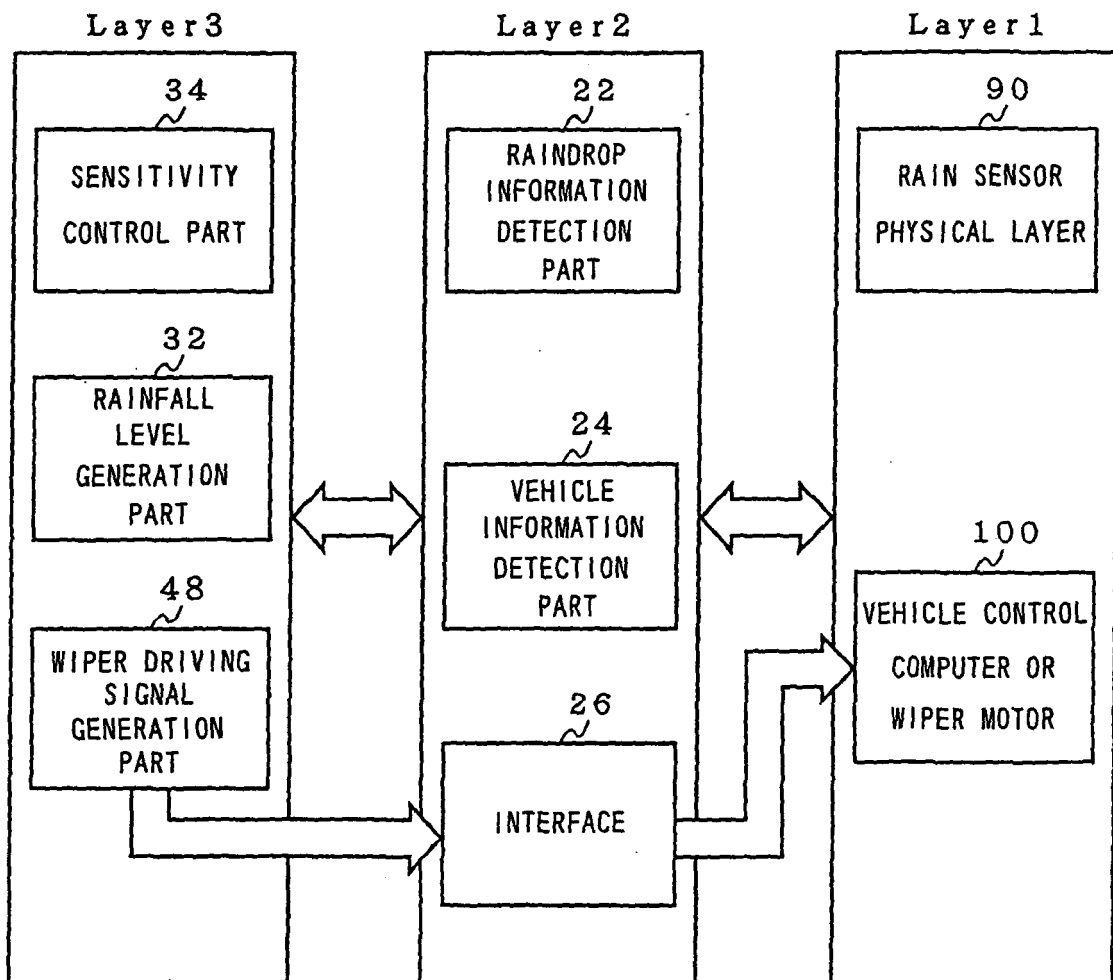 Layer3
34
SENSITIVITY
CONTROL PART
32
RAINFALL
LEVEL
GENERATION
PART
48
WIPER DRIVING
SIGNAL
GENERATION
PART
Layer2
22
RAINDROP
INFORMATION
DETECTION
PART
24
VEHICLE
INFORMATION
DETECTION
PART
26
INTERFACE
Layer1
90
RAIN SENSOR
PHYSICAL LAYER
100
VEHICLE CONTROL
COMPUTER OR
WIPER MOTOR